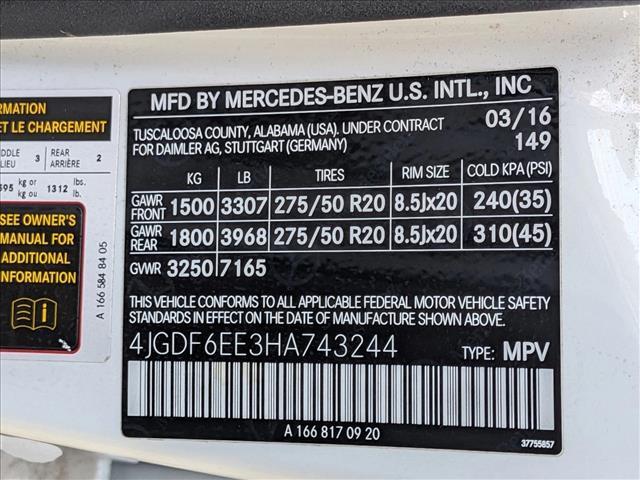 RMATION
ET LE CHARGEMENT
DDLE 3 REAR 2
LIEU ARRIÈRE
595 kg or 1312 lbs.
kg ou lb.
SEE OWNER'S
MANUAL FOR
ADDITIONAL
INFORMATION
A 166 584 84 05
MFD BY MERCEDES-BENZ U.S. INTL., INC
TUSCALOOSA COUNTY, ALABAMA (USA). UNDER CONTRACT 03/16
FOR DAIMLER AG, STUTTGART (GERMANY) 149
KG LB TIRES RIM SIZE COLD KPA (PSI)
GAWR FRONT 1500 3307 275/50 R20 8.5Jx20 240(35)
GAWR REAR 1800 3968 275/50 R20 8.5Jx20 310(45)
GVWR 3250 7165
THIS VEHICLE CONFORMS TO ALL APPLICABLE FEDERAL MOTOR VEHICLE SAFETY
STANDARDS IN EFFECT ON THE DATE OF MANUFACTURE SHOWN ABOVE.
4JGDF6EE3HA743244 TYPE: MPV
A 166 817 09 20
37755857